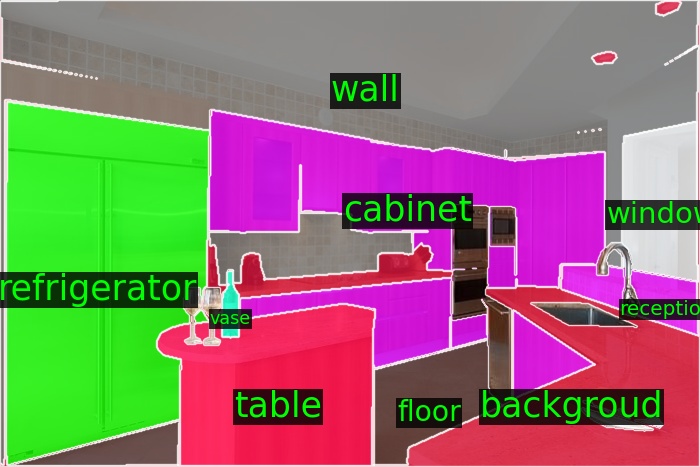 wall
cabinet
window
refrigerator
receptio
vase
table
floor
backgroud